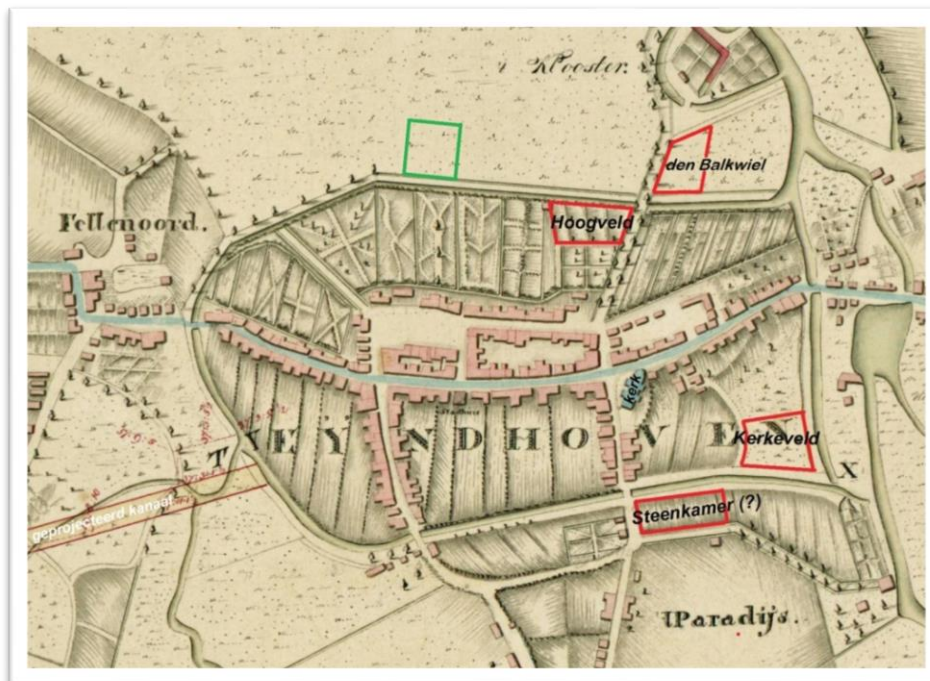 't Klooster.
den Balkwiel
Hoogveld
Fellenoord.
kerk
EYNDHOVEN
Kerkeveld
X
T
geprojecteerd kanaal
Steenkamer (?)
't Paradijs.